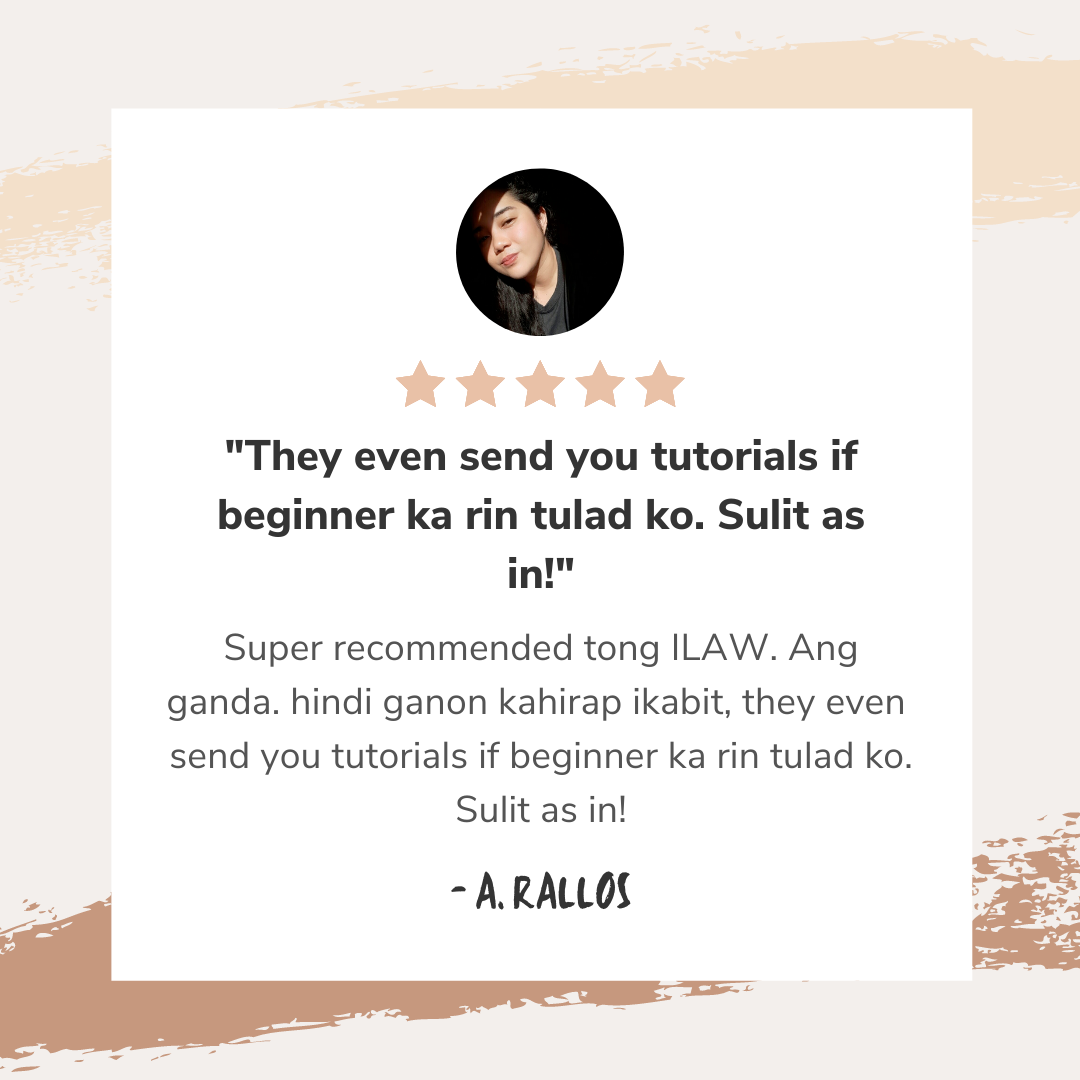 "They even send you tutorials if
beginner ka rin tulad ko. Sulit as
in!"
Super recommended tong ILAW. Ang
ganda. hindi ganon kahirap ikabit, they even
send you tutorials if beginner ka rin tulad ko.
Sulit as in!
- A. RALLOS